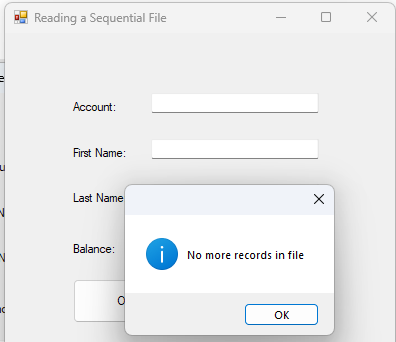 Reading a Sequential File
Account:
First Name:
Last Name
Balance:
No more records in file
OK